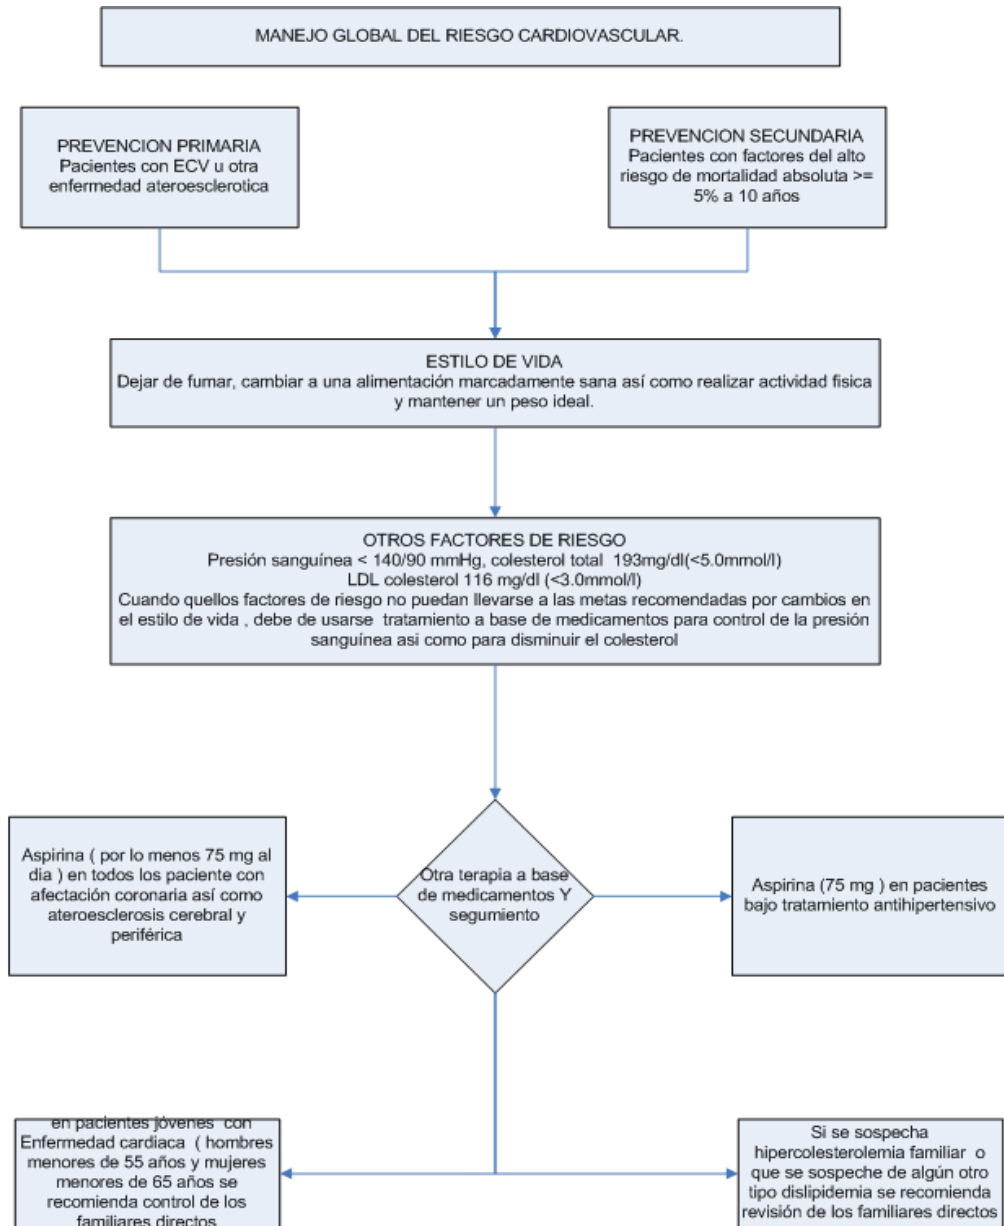 MANEJO GLOBAL DEL RIESGO CARDIOVASCULAR.
PREVENCION PRIMARIA
Pacientes con ECV u otra
enfermedad ateroesclerotica
PREVENCION SECUNDARIA
Pacientes con factores del alto
riesgo de mortalidad absoluta >=
5% a 10 años
ESTILO DE VIDA
Dejar de fumar, cambiar a una alimentación marcadamente sana así como realizar actividad fisica
y mantener un peso ideal.
OTROS FACTORES DE RIESGO
Presión sanguínea < 140/90 mmHg, colesterol total 193mg/dl(<5.0mmol/l)
LDL colesterol 116 mg/dl (<3.0mmol/l)
Cuando quellos factores de riesgo no puedan llevarse a las metas recomendadas por cambios en
el estilo de vida , debe de usarse tratamiento a base de medicamentos para control de la presión
sanguínea asi como para disminuir el colesterol
Aspirina ( por lo menos 75 mg al
dia ) en todos los paciente con
afectación coronaria así como
ateroesclerosis cerebral y
periférica
Otra terapia a base
de medicamentos Y
segumiento
Aspirina (75 mg ) en pacientes
bajo tratamiento antihipertensivo
en pacientes jóvenes con
Enfermedad cardiaca ( hombres
menores de 55 años y mujeres
menores de 65 años se
recomienda control de los
familiares directos
Si se sospecha
hipercolesterolemia familiar o
que se sospeche de algún otro
tipo dislipidemia se recomienda
revisión de los familiares directos